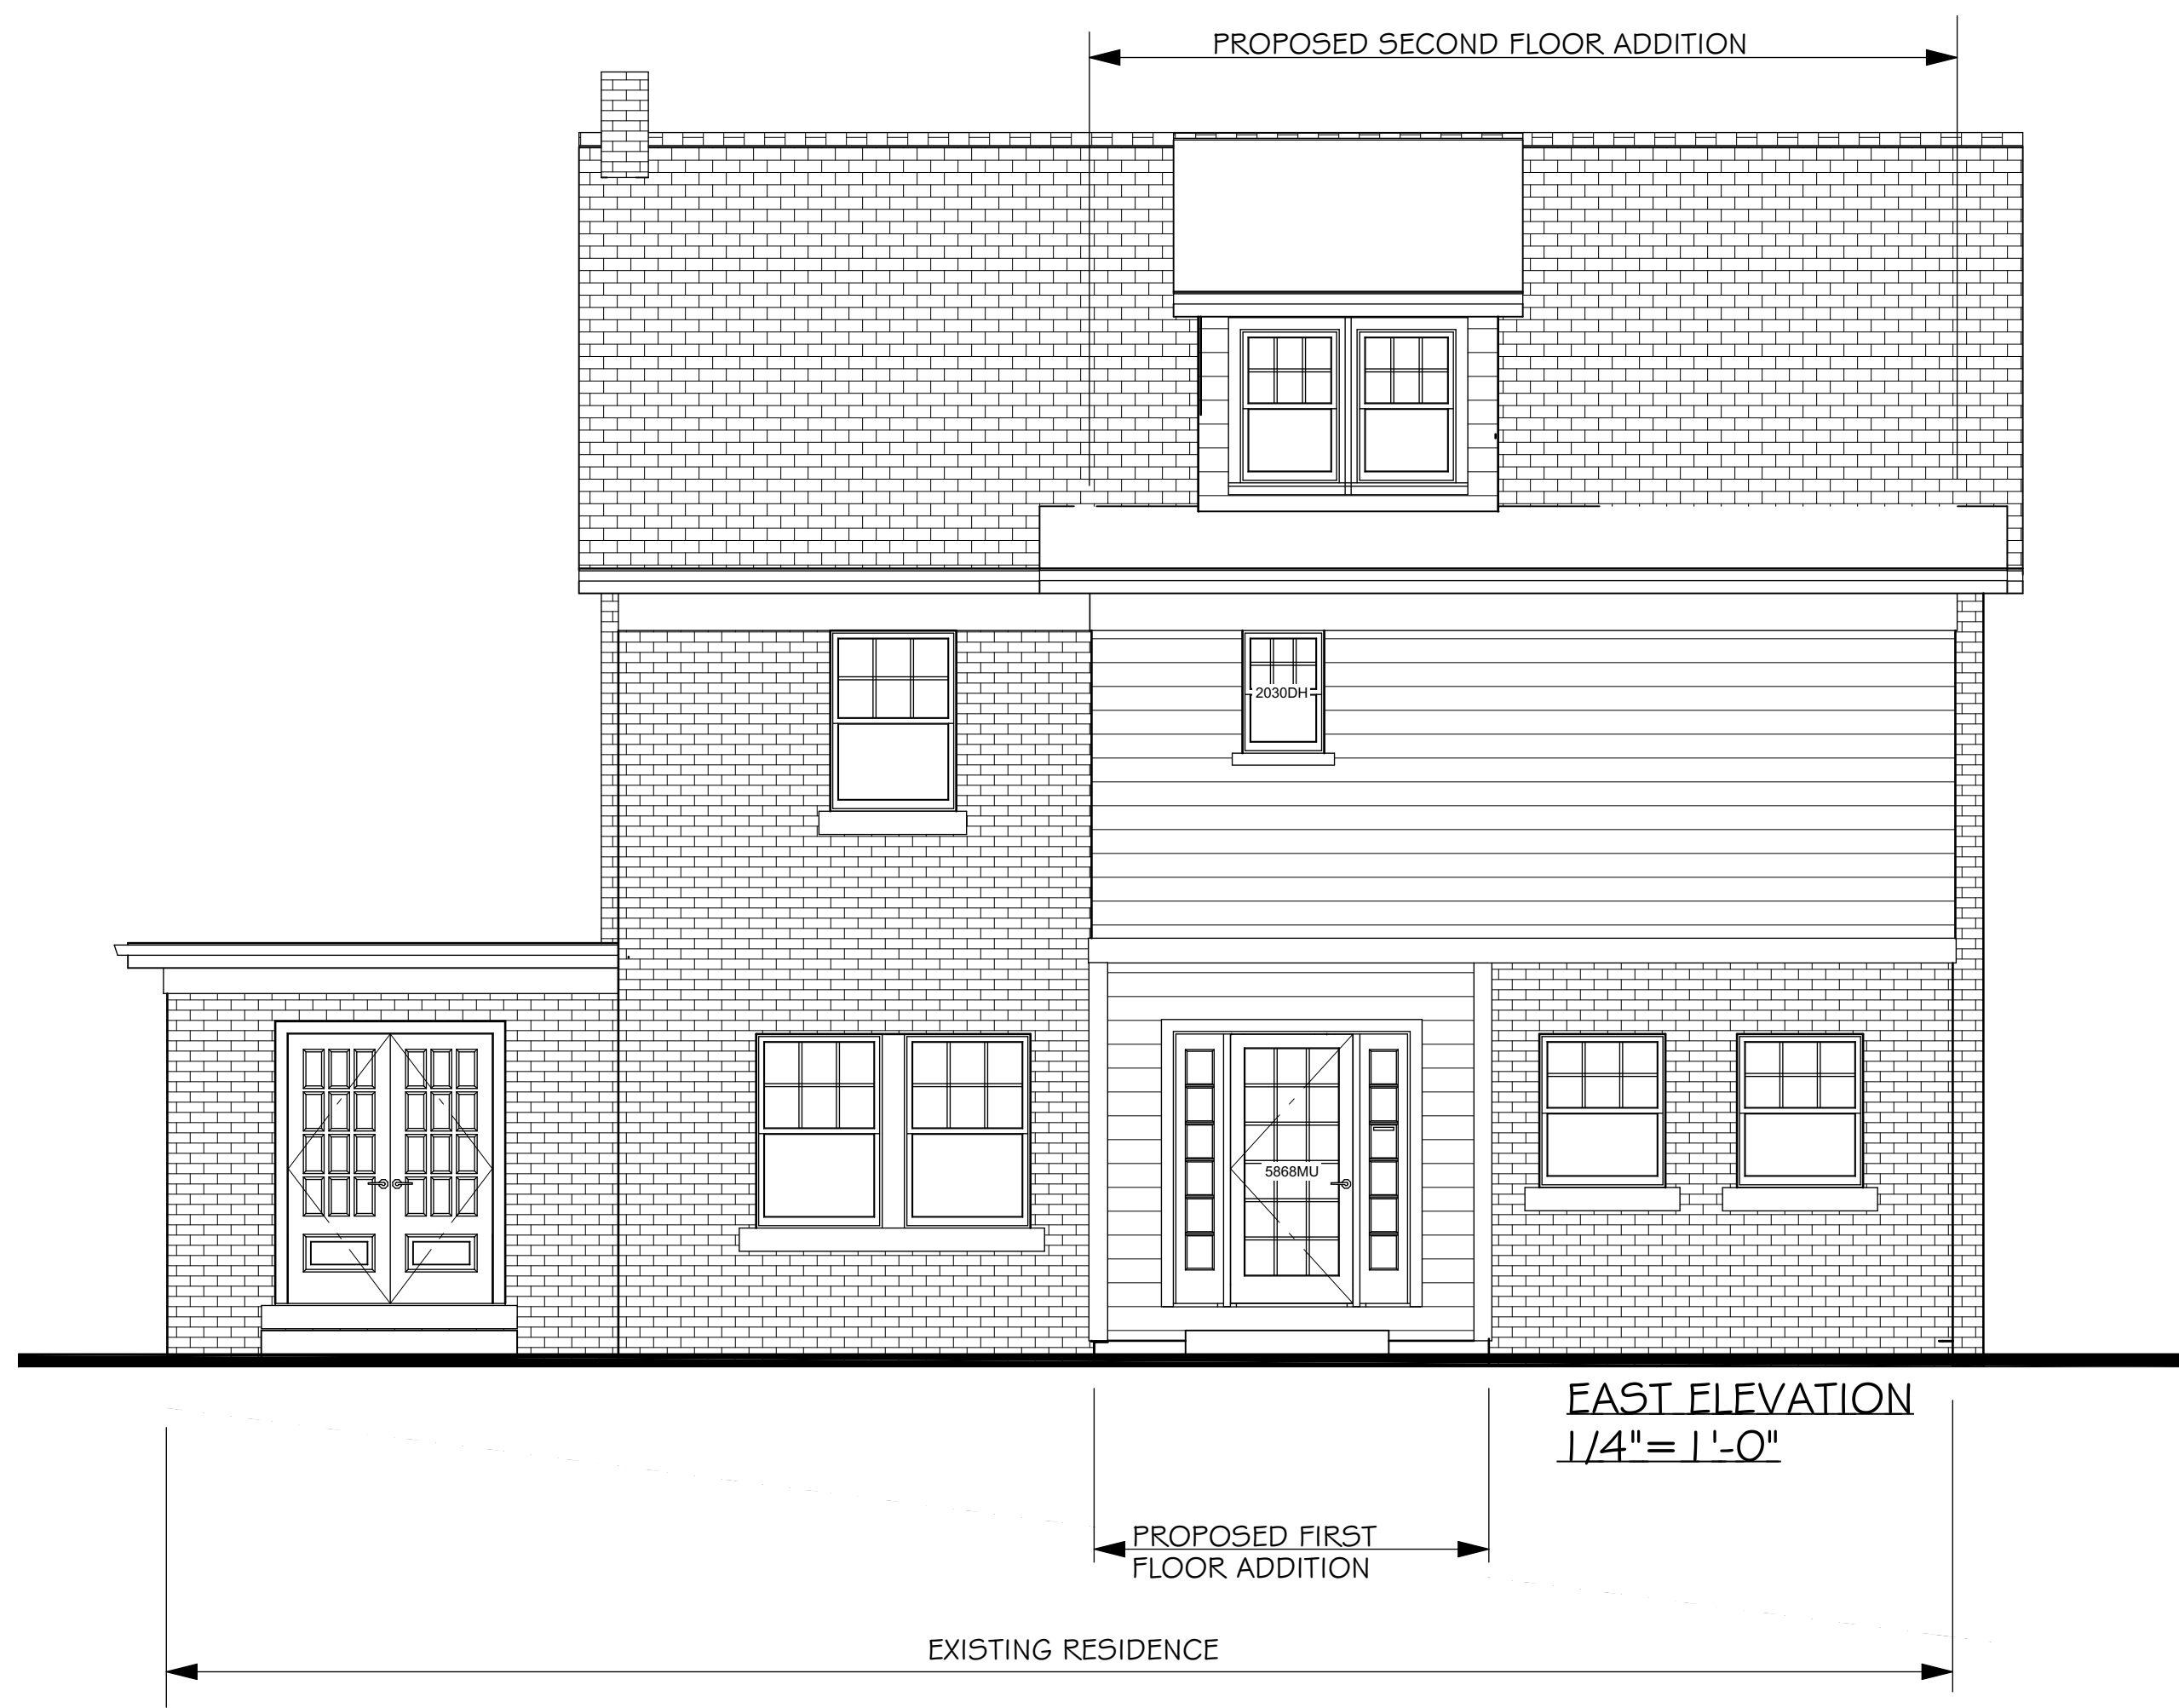 PROPOSED SECOND FLOOR ADDITION
2030DH
5868MU
EAST ELEVATION
1/4"= 1'-0"
PROPOSED FIRST
FLOOR ADDITION
EXISTING RESIDENCE